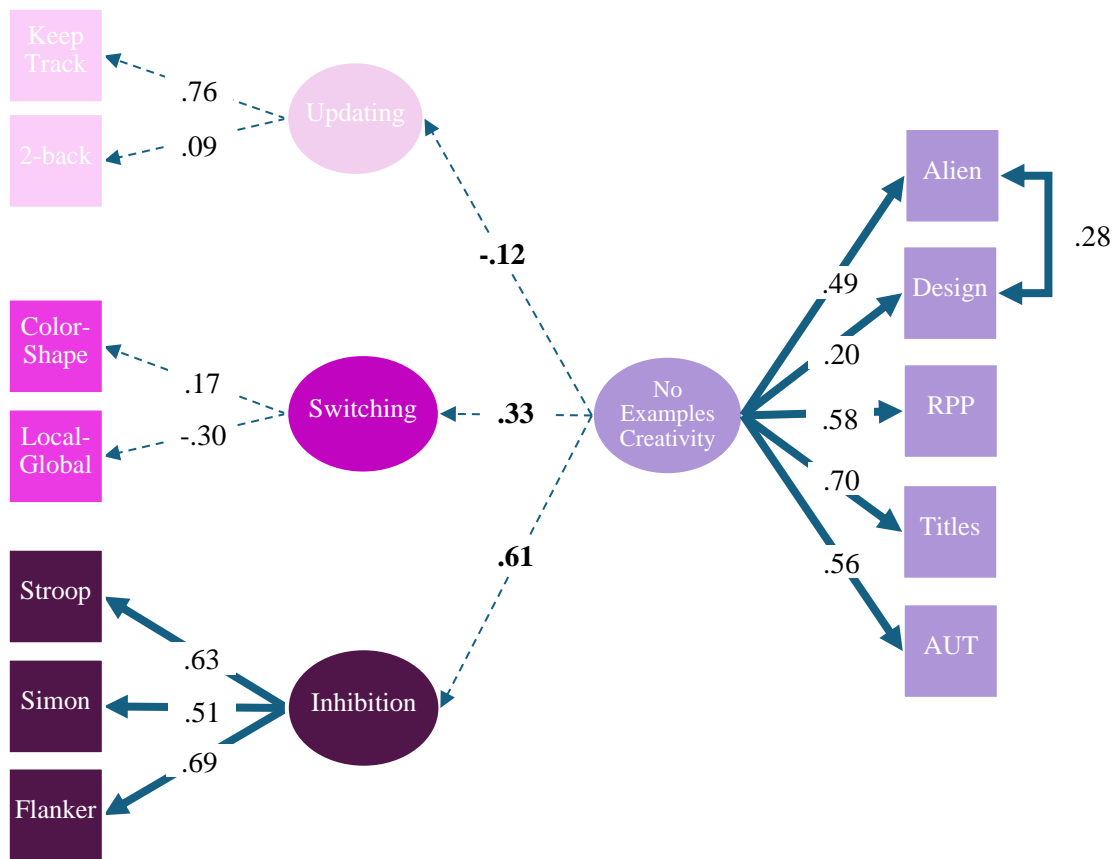 Keep
Track
.76
Updating
.09
2-back
Alien
.28
-.12
.49
Design
Color-
Shape
.20
.17
Switching
.33
No
Examples
Creativity
.58
RPP
-.30
Local-
Global
.70
Titles
.61
.56
Stroop
AUT
.63
Simon
.51
Inhibition
.69
Flanker